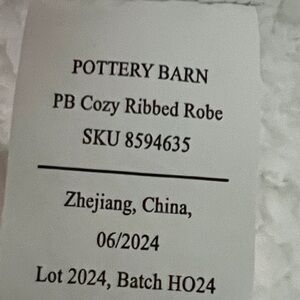 POTTERY BARN
PB Cozy Ribbed Robe
SKU 8594635
Zhejiang, China,
06/2024
Lot 2024, Batch HO24